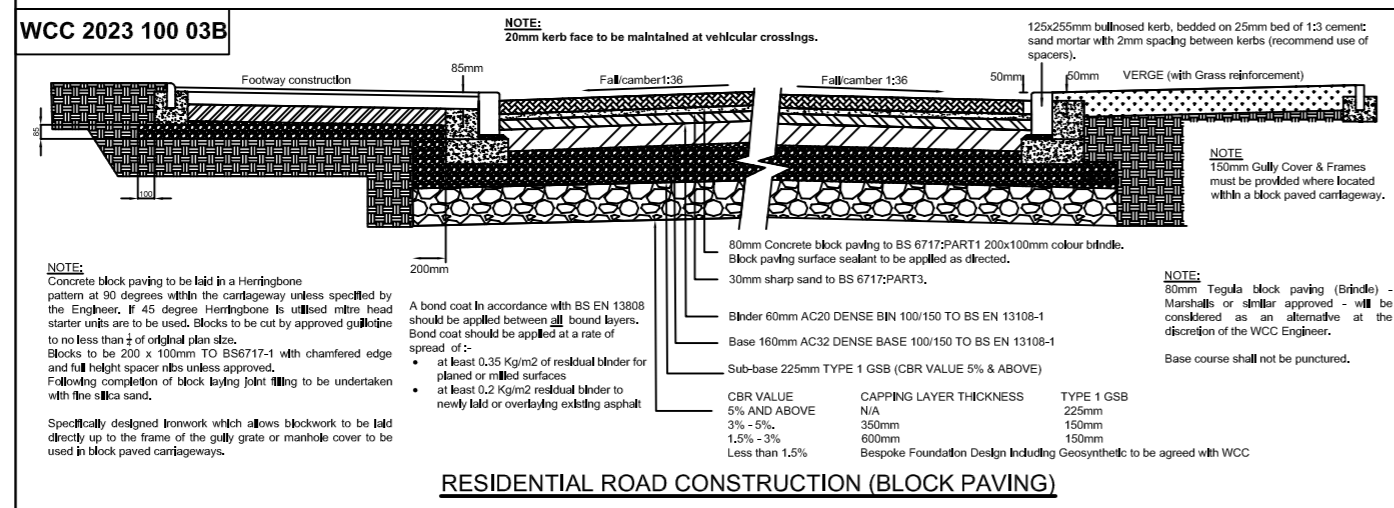 WCC 2023 100 03B
NOTE:
20mm kerb face to be maintained at vehicular crossings.
125x255mm bullnosed kerb, bedded on 25mm bed of 1:3 cement:
sand mortar with 2mm spacing between kerbs (recommend use of
spacers).
Footway construction
85mm
Fall/camber1:36
Fall/camber 1:36
50mm
50mm
VERGE (with Grass reinforcement)
85
100
200mm
NOTE
150mm Gully Cover & Frames
must be provided where located
within a block paved carriageway.
NOTE:
Concrete block paving to be laid in a Herringbone
pattern at 90 degrees within the carriageway unless specified by
the Engineer. If 45 degree Herringbone is utilised mitre head
starter units are to be used. Blocks to be cut by approved guillotine
to no less than ¼ of original plan size.
Blocks to be 200 x 100mm TO BS6717-1 with chamfered edge
and full height spacer nibs unless approved.
Following completion of block laying joint filling to be undertaken
with fine silica sand.
Specifically designed ironwork which allows blockwork to be laid
directly up to the frame of the gully grate or manhole cover to be
used in block paved carriageways.
A bond coat in accordance with BS EN 13808
should be applied between all bound layers.
Bond coat should be applied at a rate of
spread of :-
• at least 0.35 Kg/m2 of residual binder for
planed or milled surfaces
• at least 0.2 Kg/m2 residual binder to
newly laid or overlaying existing asphalt
80mm Concrete block paving to BS 6717:PART1 200x100mm colour brindle.
Block paving surface sealant to be applied as directed.
30mm sharp sand to BS 6717:PART3.
Binder 60mm AC20 DENSE BIN 100/150 TO BS EN 13108-1
Base 160mm AC32 DENSE BASE 100/150 TO BS EN 13108-1
Sub-base 225mm TYPE 1 GSB (CBR VALUE 5% & ABOVE)
CBR VALUE CAPPING LAYER THICKNESS TYPE 1 GSB
5% AND ABOVE N/A 225mm
3% - 5%. 350mm 150mm
1.5% - 3% 600mm 150mm
Less than 1.5% Bespoke Foundation Design Including Geosynthetic to be agreed with WCC
NOTE:
80mm Tegula block paving (Brindle) -
Marshalls or similar approved - will be
considered as an alternative at the
discretion of the WCC Engineer.
Base course shall not be punctured.
RESIDENTIAL ROAD CONSTRUCTION (BLOCK PAVING)